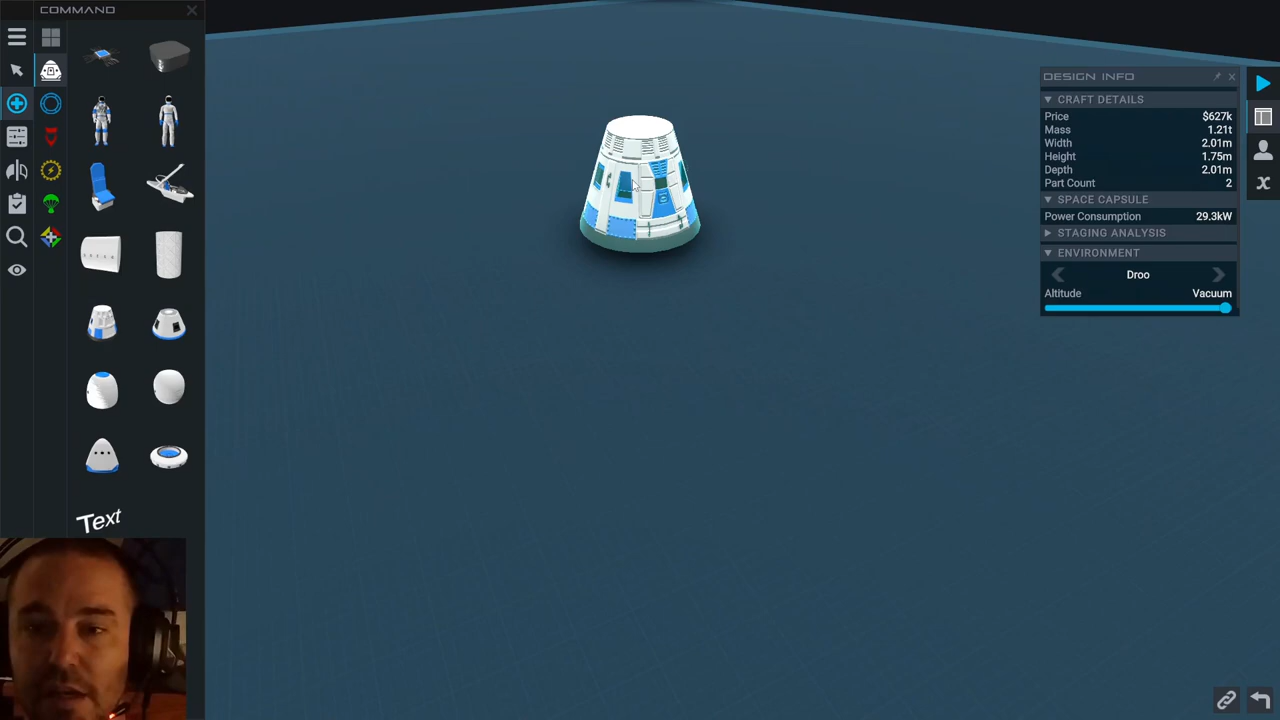 COMMAND
Text
DESIGN INFO
CRAFT DETAILS
Price $627k
Mass 1.21t
Width 2.01m
Height 1.75m
Depth 2.01m
Part Count 2
SPACE CAPSULE
Power Consumption 29.3kW
STAGING ANALYSIS
ENVIRONMENT
Droo
Altitude Vacuum